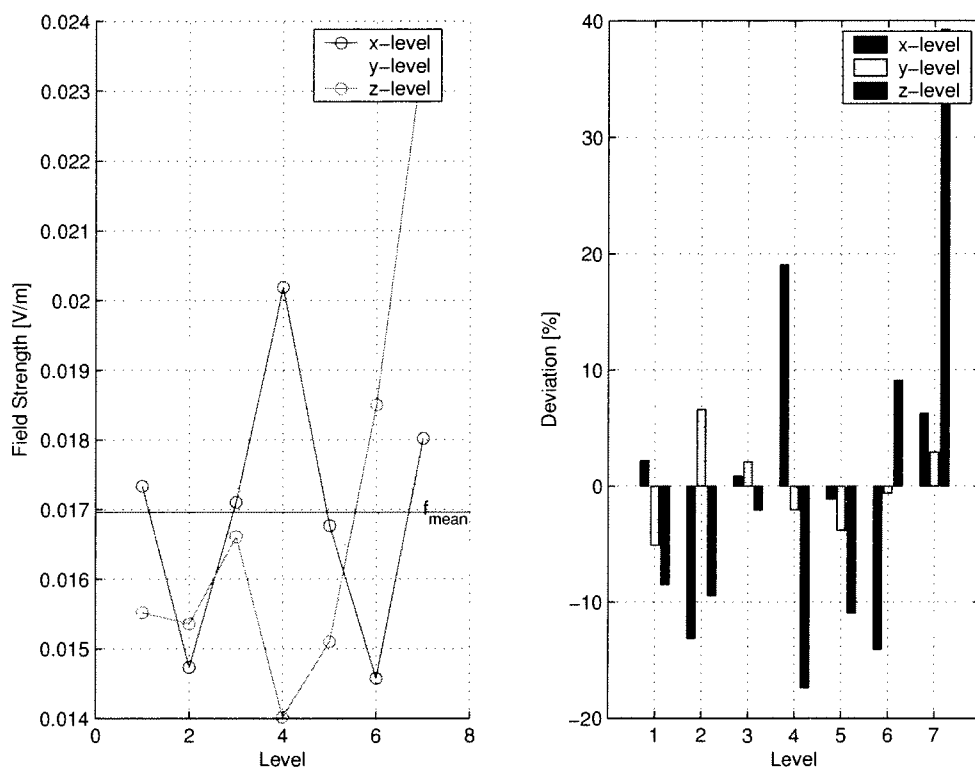 0.024
0.023
0.022
0.021
0.02
0.019
0.018
0.017
0.016
0.015
0.014
Field Strength [V/m]
x-level
y-level
z-level
f_mean
0 2 4 6 8
Level
40
30
20
10
0
-10
-20
Deviation [%]
x-level
y-level
z-level
1 2 3 4 5 6 7
Level